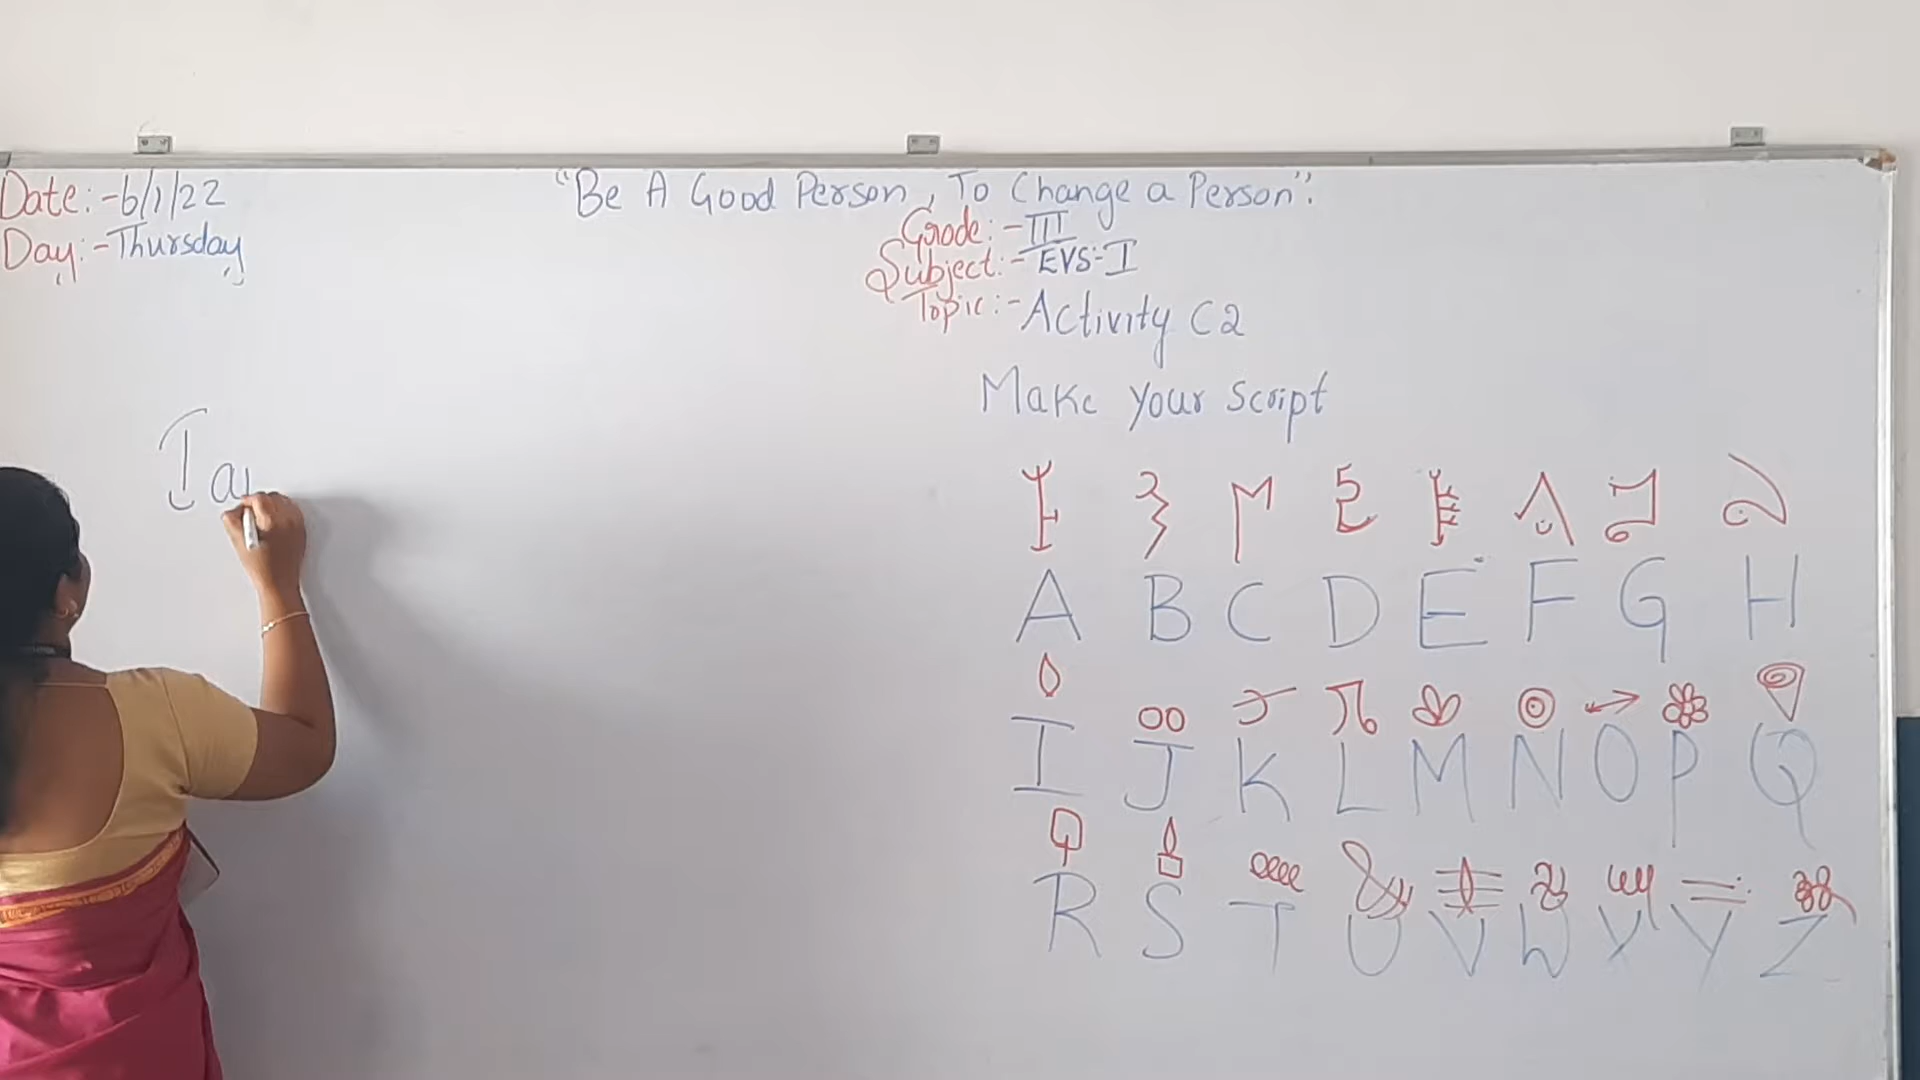 Date:-6/1/22
Day:-Thursday
"Be A Good Person, To Change a Person".
Grade:-III
Subject:-EVS-I
Topic:-Activity C2
Make your Script
I a
A B C D E F G H
I J K L M N O P Q
R S T U V W X Y Z